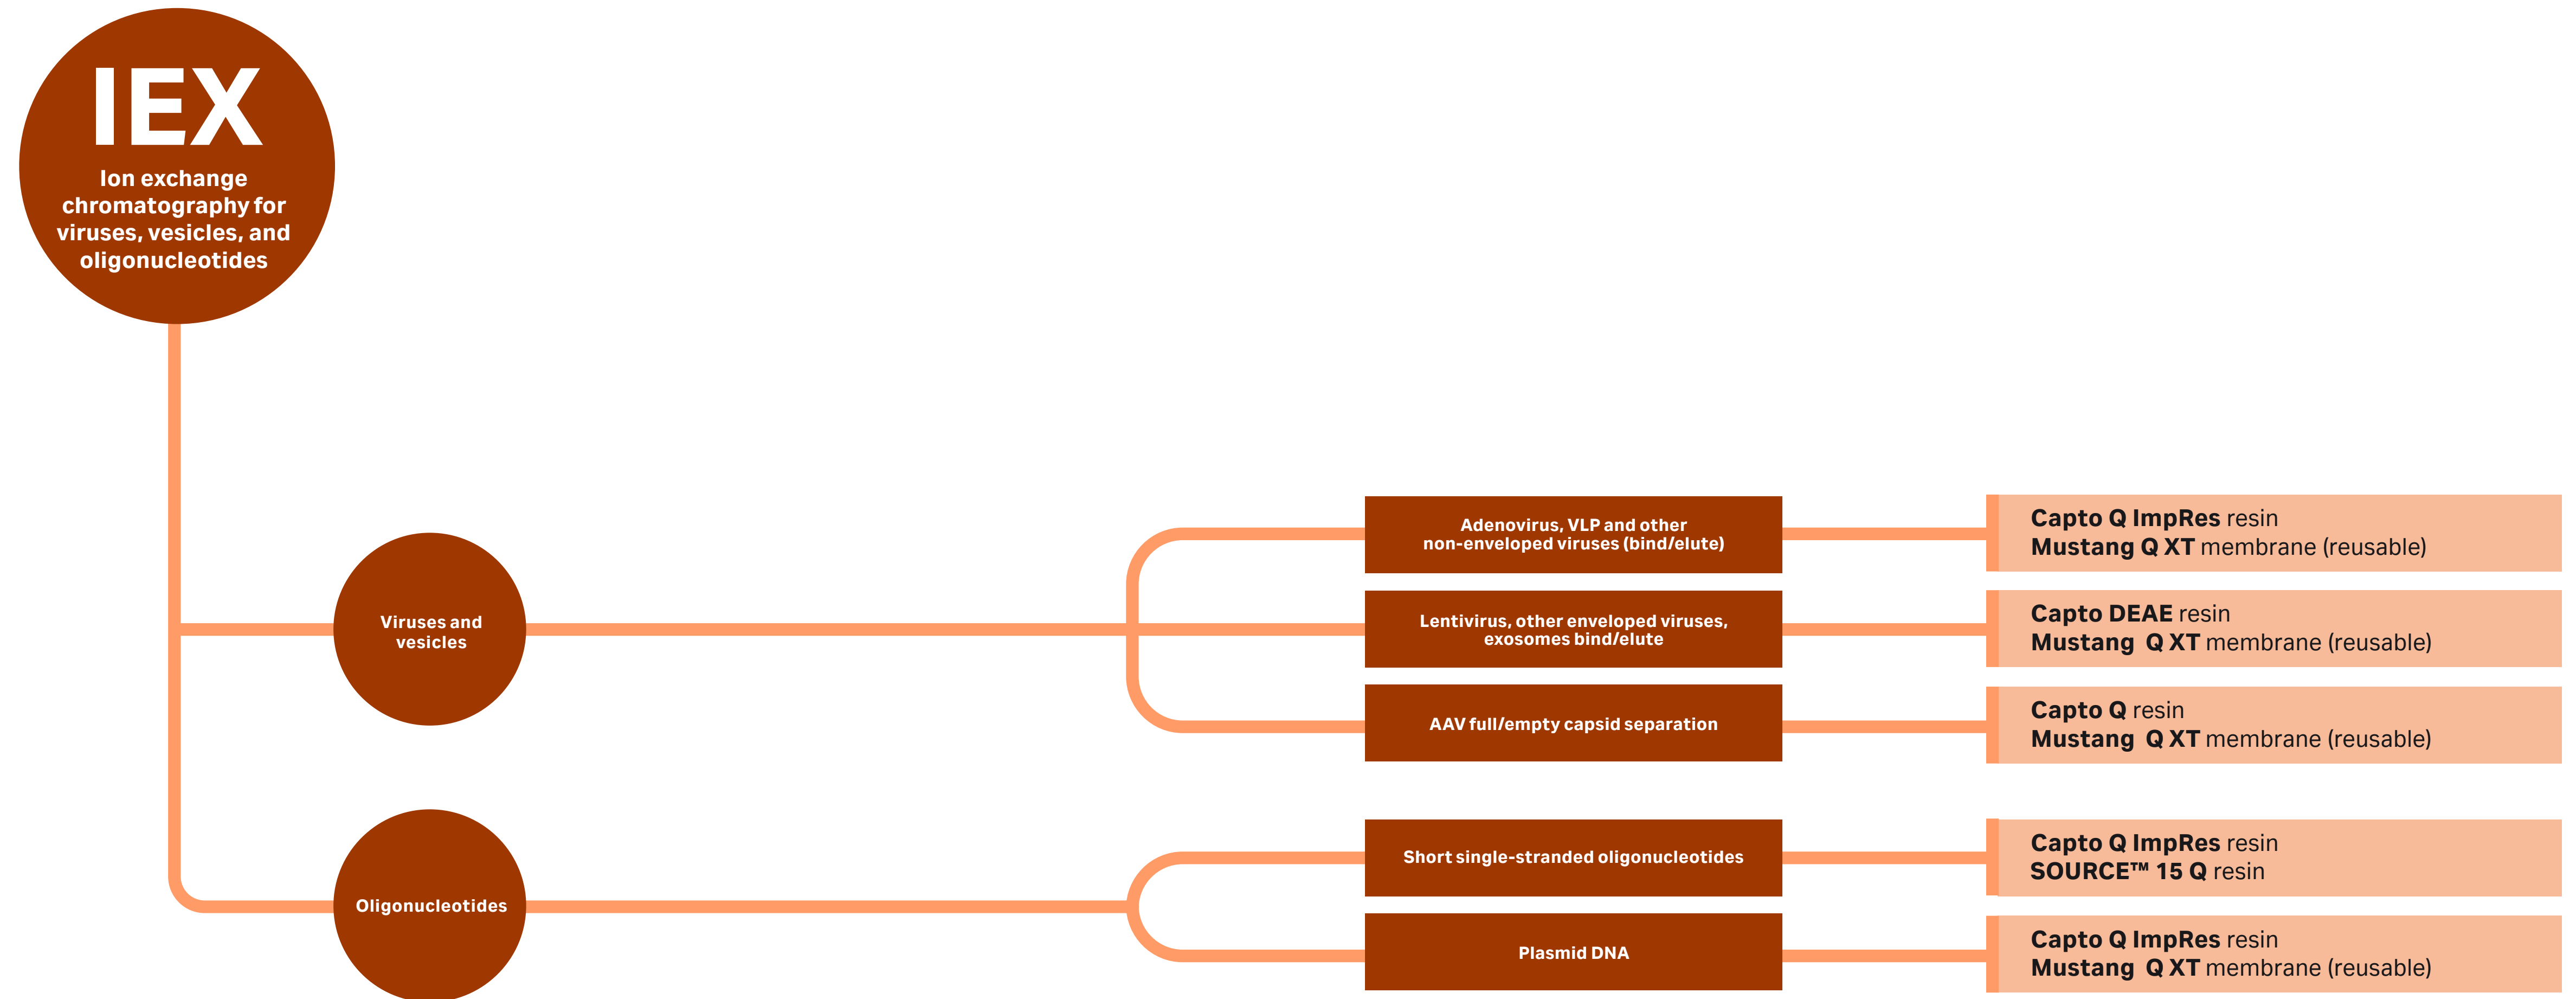 IEX
Ion exchange
chromatography for
viruses, vesicles, and
oligonucleotides
Viruses and
vesicles
Adenovirus, VLP and other
non-enveloped viruses (bind/elute)
Capto Q ImpRes resin
Mustang Q XT membrane (reusable)
Lentivirus, other enveloped viruses,
exosomes bind/elute
Capto DEAE resin
Mustang Q XT membrane (reusable)
AAV full/empty capsid separation
Capto Q resin
Mustang Q XT membrane (reusable)
Oligonucleotides
Short single-stranded oligonucleotides
Capto Q ImpRes resin
SOURCE™ 15 Q resin
Plasmid DNA
Capto Q ImpRes resin
Mustang Q XT membrane (reusable)